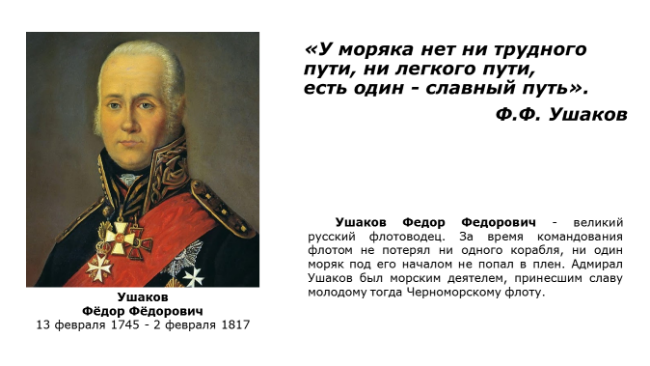 «У моряка нет ни трудного
пути, ни легкого пути,
есть один - славный путь».
Ф.Ф. Ушаков
Ушаков Федор Федорович - великий
русский флотоводец. За время командования
флотом не потерял ни одного корабля, ни один
моряк под его началом не попал в плен. Адмирал
Ушаков был морским деятелем, принесшим славу
молодому тогда Черноморскому флоту.
Ушаков
Фёдор Фёдорович
13 февраля 1745 - 2 февраля 1817